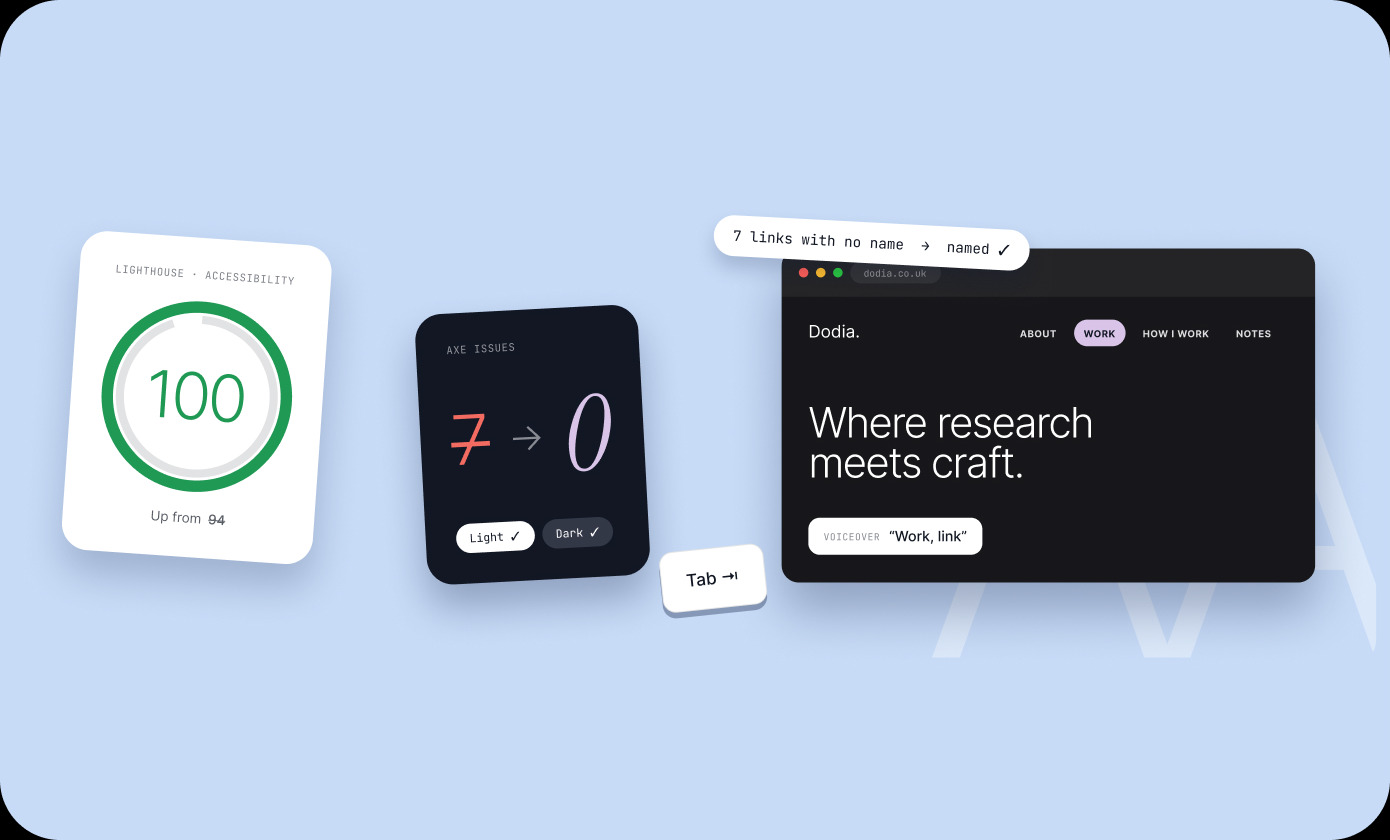 LIGHTHOUSE · ACCESSIBILITY
100
Up from 94
AXE ISSUES
7 → 0
Light ✓ Dark ✓
Tab ⇥
7 links with no name → named ✓
dodia.co.uk
Dodia.
ABOUT WORK HOW I WORK NOTES
Where research
meets craft.
VOICEOVER “Work, link”